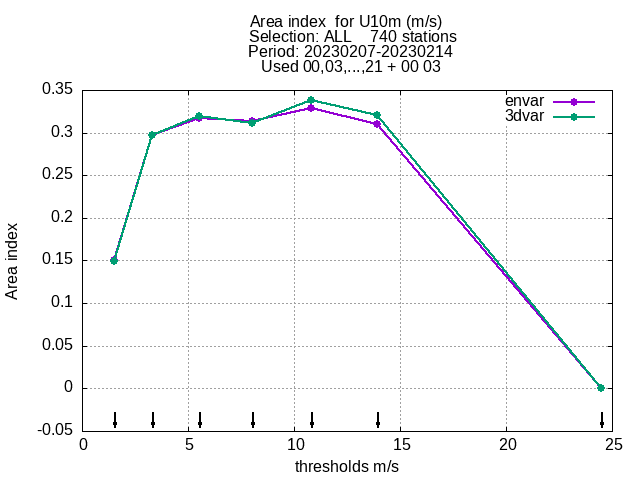 Area index  for U10m (m/s)
Selection: ALL    740 stations
Period: 20230207-20230214
Used 00,03,...,21 + 00 03
envar
3dvar
0.35
0.3
0.25
0.2
0.15
0.1
0.05
0
-0.05
Area index
0 5 10 15 20 25
thresholds m/s